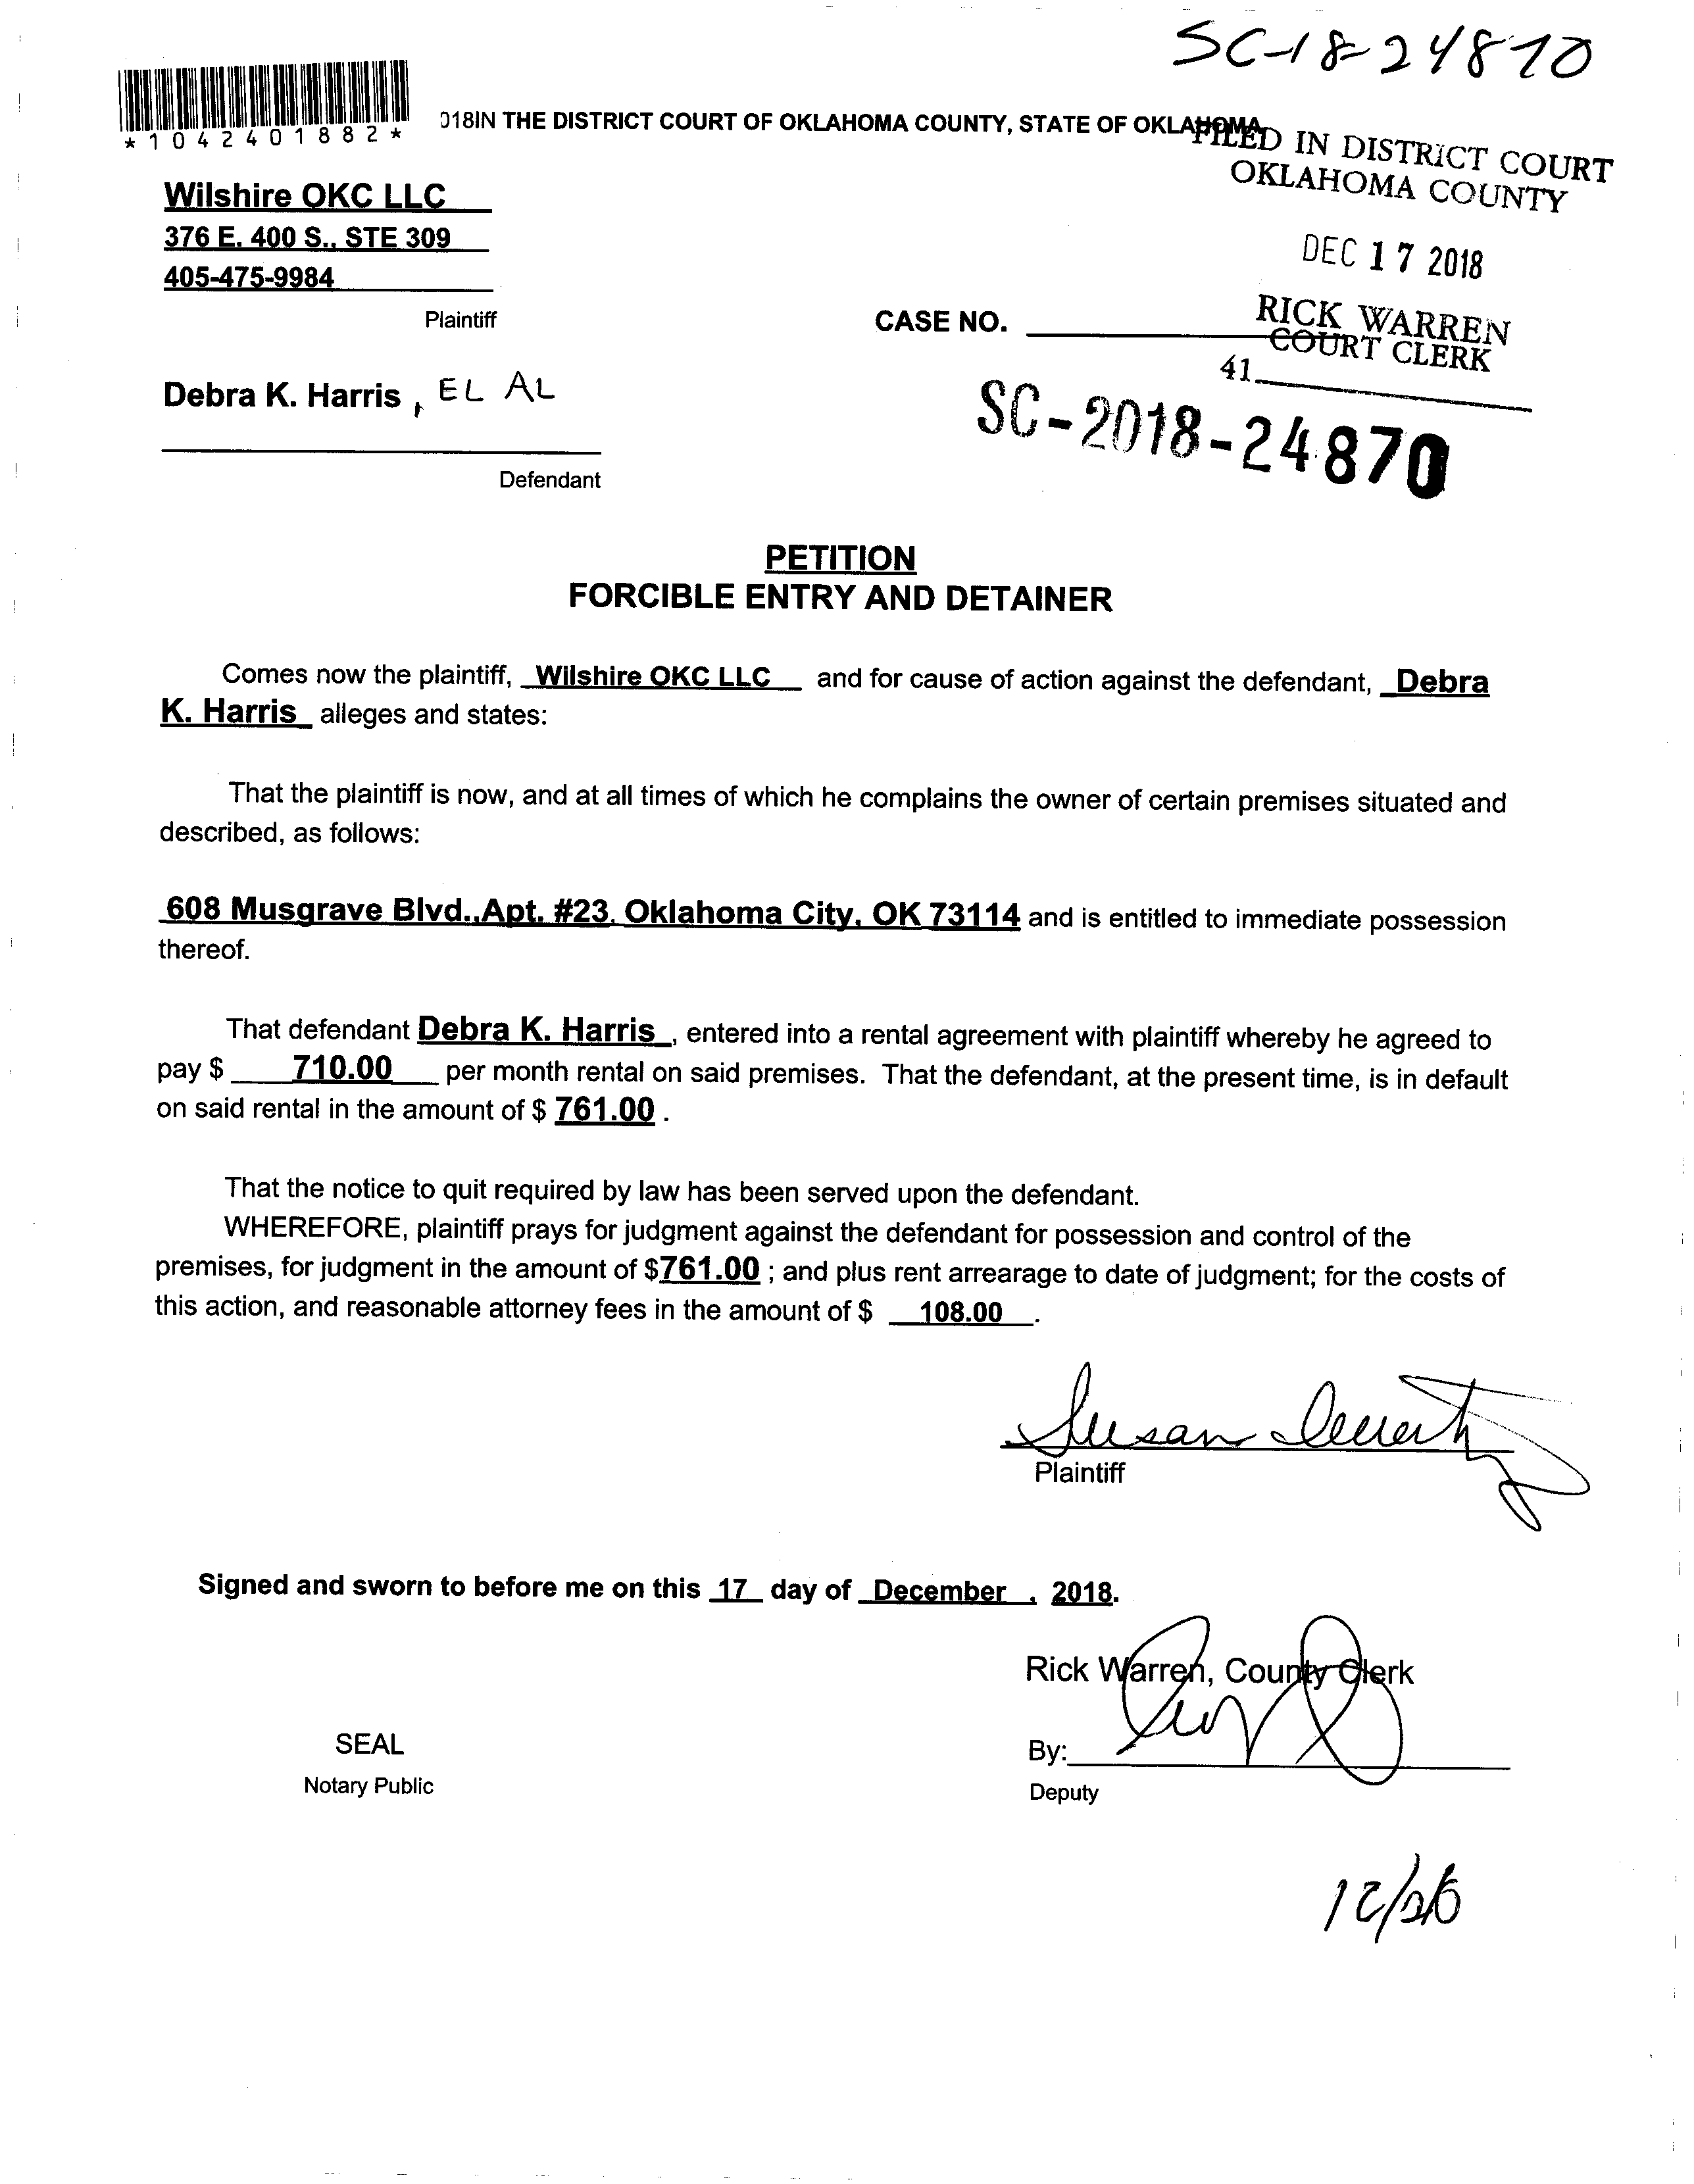 SC-18-24870
*1042401882*
018IN THE DISTRICT COURT OF OKLAHOMA COUNTY, STATE OF OKLAHOMA
FILED IN DISTRICT COURT
OKLAHOMA COUNTY
Wilshire OKC LLC
376 E. 400 S., STE 309
405-475-9984
Plaintiff
DEC 17 2018
CASE NO.
RICK WARREN
COURT CLERK
41
Debra K. Harris , EL AL
SC-2018-24870
Defendant
PETITION
FORCIBLE ENTRY AND DETAINER
Comes now the plaintiff, Wilshire OKC LLC and for cause of action against the defendant, Debra
K. Harris alleges and states:
That the plaintiff is now, and at all times of which he complains the owner of certain premises situated and
described, as follows:
608 Musgrave Blvd.,Apt. #23, Oklahoma City, OK 73114 and is entitled to immediate possession
thereof.
That defendant Debra K. Harris , entered into a rental agreement with plaintiff whereby he agreed to
pay $ 710.00 per month rental on said premises. That the defendant, at the present time, is in default
on said rental in the amount of $ 761.00 .
That the notice to quit required by law has been served upon the defendant.
WHEREFORE, plaintiff prays for judgment against the defendant for possession and control of the
premises, for judgment in the amount of $761.00 ; and plus rent arrearage to date of judgment; for the costs of
this action, and reasonable attorney fees in the amount of $ 108.00 .
Susan
Plaintiff
Signed and sworn to before me on this 17 day of December , 2018.
Rick Warren, County Clerk
SEAL
Notary Public
By:
Deputy
12/26